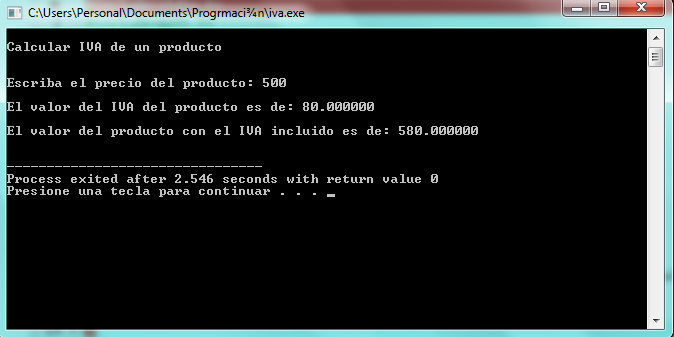 C:\Users\Personal\Documents\Progrmaci¾n\iva.exe
Calcular IVA de un producto
Escriba el precio del producto: 500
El valor del IVA del producto es de: 80.000000
El valor del producto con el IVA incluido es de: 580.000000
--------------------------------
Process exited after 2.546 seconds with return value 0
Presione una tecla para continuar . . . _